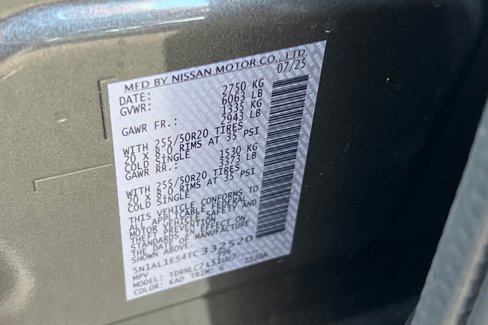 MFD BY NISSAN MOTOR CO., LTD.
DATE: 07/25
GVWR: 2750 KG
6063 LB
GAWR FR.: 1335 KG
2943 LB
WITH 255/50R20 TIRES
20 X 8.0 RIMS AT 35 PSI
COLD SINGLE
GAWR RR.: 1530 KG
3373 LB
WITH 255/50R20 TIRES
20 X 8.0 RIMS AT 35 PSI
COLD SINGLE
THIS VEHICLE CONFORMS TO
ALL APPLICABLE FEDERAL
MOTOR VEHICLE SAFETY AND
THEFT PREVENTION
STANDARDS IN EFFECT ON
THE DATE OF MANUFACTURE
5N1AL1ES4TC332520
MPV
MODEL:
COLOR: KAD TRIM: G